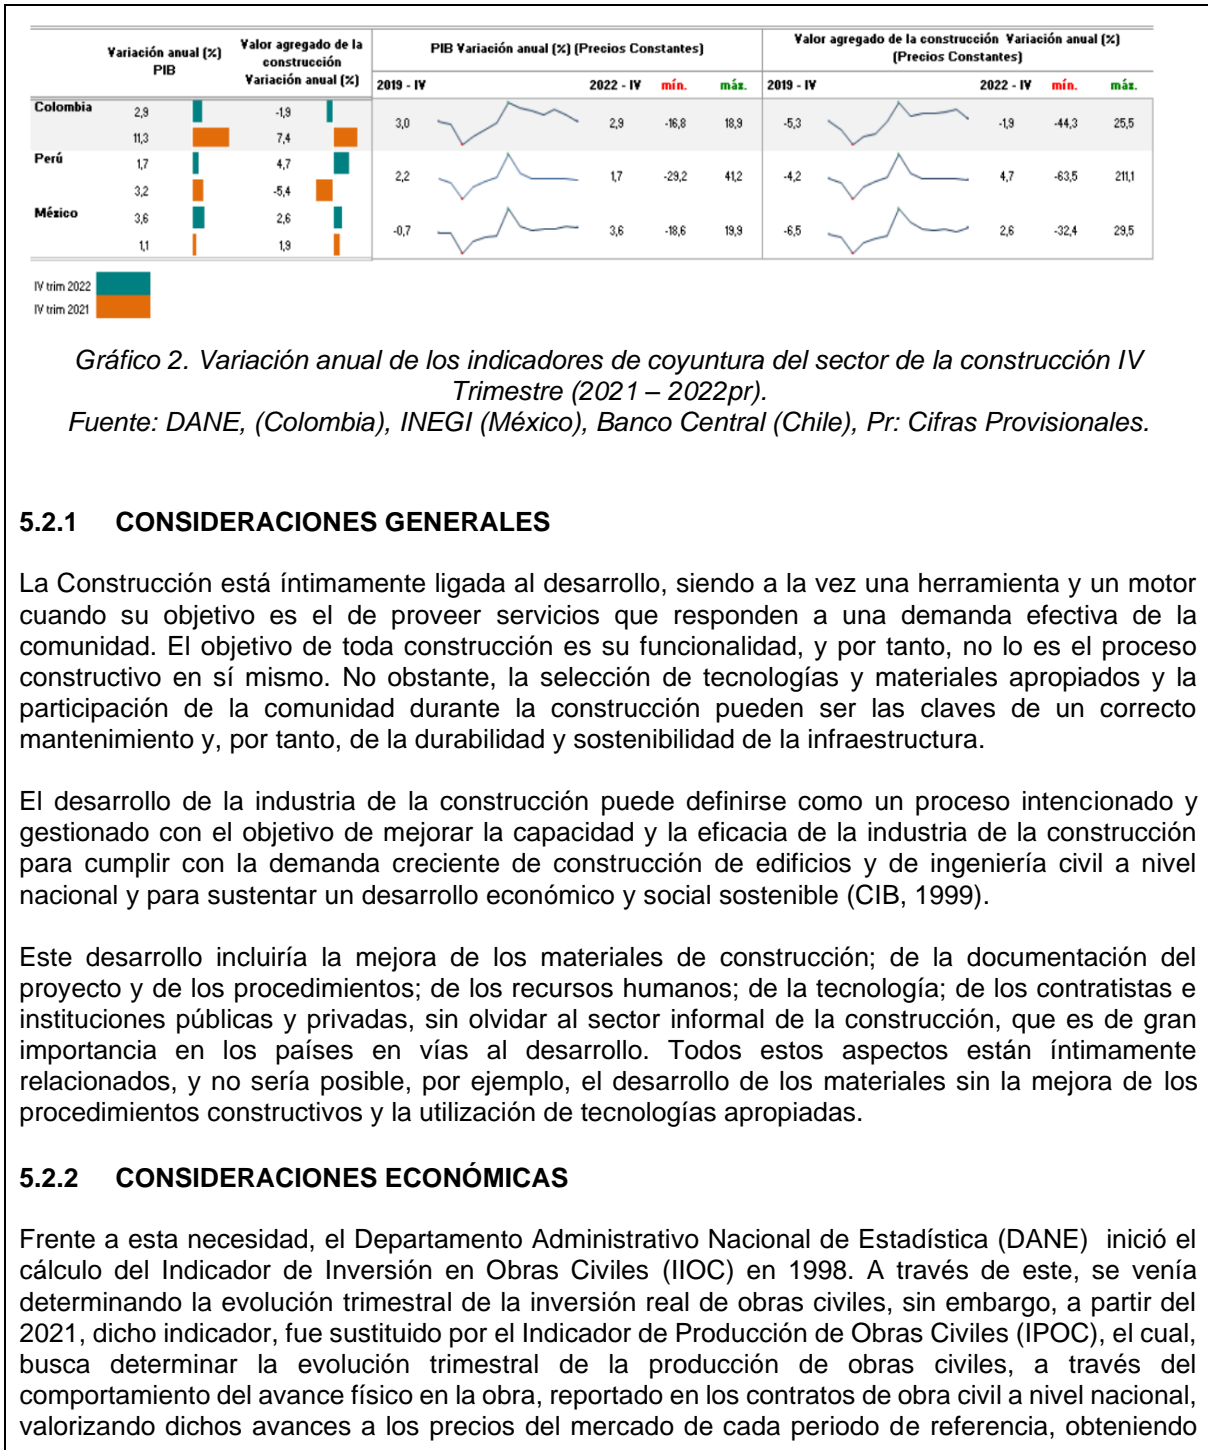 Variación anual (%) PIB
Valor agregado de la construcción Variación anual (%)
PIB Variación anual (%) (Precios Constantes)
Valor agregado de la construcción Variación anual (%) (Precios Constantes)
2019 - IV 2022 - IV mín. máx. 2019 - IV 2022 - IV mín. máx.
Colombia 2,9 -1,9
11,3 7,4
3,0 2,9 -16,8 18,9 -5,3 -1,9 -44,3 25,5
Perú 1,7 4,7
3,2 -5,4
2,2 1,7 -29,2 41,2 -4,2 4,7 -63,5 211,1
México 3,6 2,6
1,1 1,9
-0,7 3,6 -18,6 19,9 -6,5 2,6 -32,4 29,5
IV trim 2022
IV trim 2021
Gráfico 2. Variación anual de los indicadores de coyuntura del sector de la construcción IV
Trimestre (2021 – 2022pr).
Fuente: DANE, (Colombia), INEGI (México), Banco Central (Chile), Pr: Cifras Provisionales.
5.2.1 CONSIDERACIONES GENERALES
La Construcción está íntimamente ligada al desarrollo, siendo a la vez una herramienta y un motor
cuando su objetivo es el de proveer servicios que responden a una demanda efectiva de la
comunidad. El objetivo de toda construcción es su funcionalidad, y por tanto, no lo es el proceso
constructivo en sí mismo. No obstante, la selección de tecnologías y materiales apropiados y la
participación de la comunidad durante la construcción pueden ser las claves de un correcto
mantenimiento y, por tanto, de la durabilidad y sostenibilidad de la infraestructura.
El desarrollo de la industria de la construcción puede definirse como un proceso intencionado y
gestionado con el objetivo de mejorar la capacidad y la eficacia de la industria de la construcción
para cumplir con la demanda creciente de construcción de edificios y de ingeniería civil a nivel
nacional y para sustentar un desarrollo económico y social sostenible (CIB, 1999).
Este desarrollo incluiría la mejora de los materiales de construcción; de la documentación del
proyecto y de los procedimientos; de los recursos humanos; de la tecnología; de los contratistas e
instituciones públicas y privadas, sin olvidar al sector informal de la construcción, que es de gran
importancia en los países en vías al desarrollo. Todos estos aspectos están íntimamente
relacionados, y no sería posible, por ejemplo, el desarrollo de los materiales sin la mejora de los
procedimientos constructivos y la utilización de tecnologías apropiadas.
5.2.2 CONSIDERACIONES ECONÓMICAS
Frente a esta necesidad, el Departamento Administrativo Nacional de Estadística (DANE) inició el
cálculo del Indicador de Inversión en Obras Civiles (IIOC) en 1998. A través de este, se venía
determinando la evolución trimestral de la inversión real de obras civiles, sin embargo, a partir del
2021, dicho indicador, fue sustituido por el Indicador de Producción de Obras Civiles (IPOC), el cual,
busca determinar la evolución trimestral de la producción de obras civiles, a través del
comportamiento del avance físico en la obra, reportado en los contratos de obra civil a nivel nacional,
valorizando dichos avances a los precios del mercado de cada periodo de referencia, obteniendo